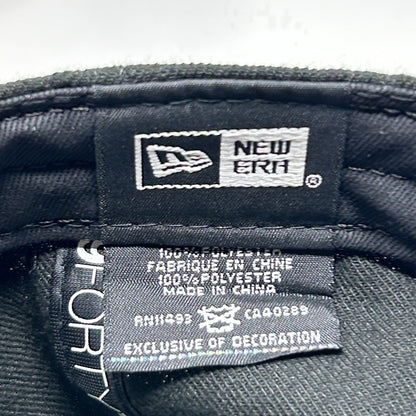 NEW
ERA
®
100% POLYESTER
FABRIQUE EN CHINE
100% POLYESTER
MADE IN CHINA
RN11493 CA40289
EXCLUSIVE OF DECORATION
FORTY